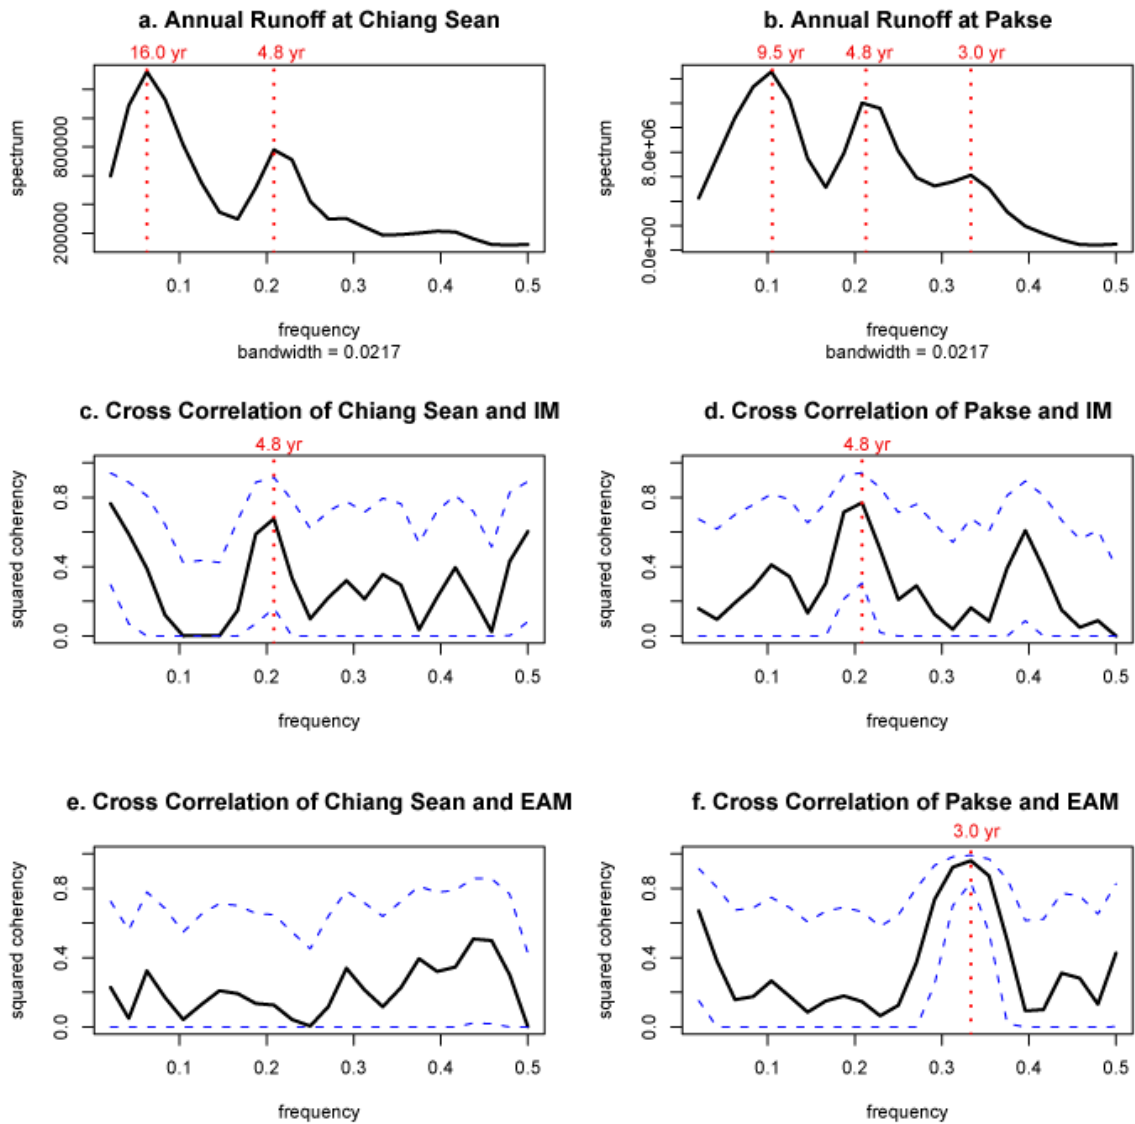 a. Annual Runoff at Chiang Sean
16.0 yr 4.8 yr
spectrum
200000 8000000
0.1 0.2 0.3 0.4 0.5
frequency
bandwidth = 0.0217
b. Annual Runoff at Pakse
9.5 yr 4.8 yr 3.0 yr
spectrum
0.0e+00 8.0e+06
0.1 0.2 0.3 0.4 0.5
frequency
bandwidth = 0.0217
c. Cross Correlation of Chiang Sean and IM
4.8 yr
squared coherency
0.0 0.4 0.8
0.1 0.2 0.3 0.4 0.5
frequency
d. Cross Correlation of Pakse and IM
4.8 yr
squared coherency
0.0 0.4 0.8
0.1 0.2 0.3 0.4 0.5
frequency
e. Cross Correlation of Chiang Sean and EAM
squared coherency
0.0 0.4 0.8
0.1 0.2 0.3 0.4 0.5
frequency
f. Cross Correlation of Pakse and EAM
3.0 yr
squared coherency
0.0 0.4 0.8
0.1 0.2 0.3 0.4 0.5
frequency